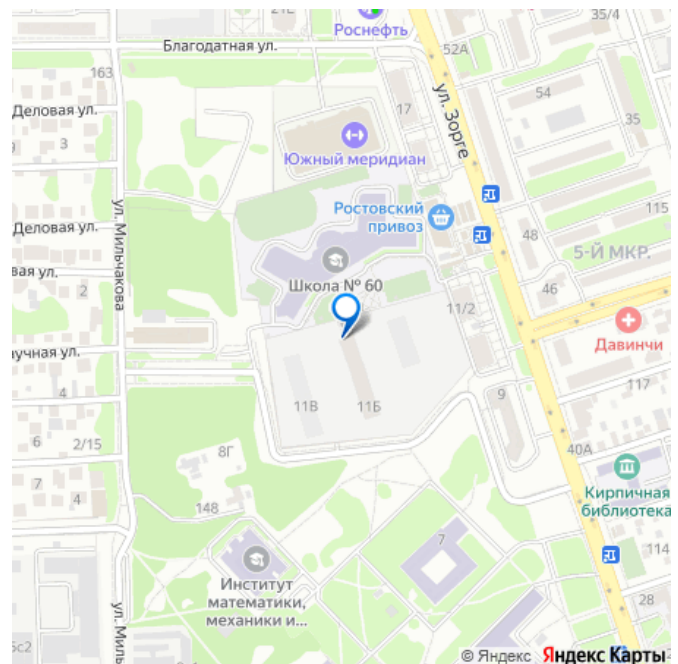 21Е
Роснефть
35/4
Благодатная ул.
52А
163
54
Деловая ул.
17
ул. Зорге
35
3
Южный меридиан
ул. Мильчакова
Ростовский
привоз
115
Деловая ул.
48
5-Й МКР.
вая ул.
Школа № 60
2
46
11/2
Давинчи
аучная ул.
117
4
9
11В
11Б
6
2/15
8Г
40А
7
4
Кирпичная
библиотека
148
7
114
Институт
математики,
механики и...
28
ул. Миль
5с2
© Яндекс Яндекс Карты